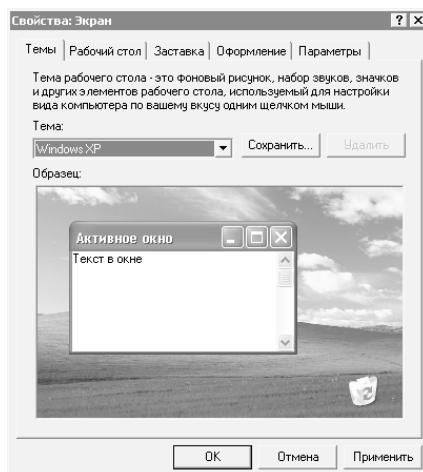 Свойства: Экран ? ×
Темы Рабочий стол Заставка Оформление Параметры
Тема рабочего стола - это фоновый рисунок, набор звуков, значков
и других элементов рабочего стола, используемый для настройки
вида компьютера по вашему вкусу одним щелчком мыши.
Тема:
Windows XP Сохранить... Удалить
Образец:
Активное окно
Текст в окне
OK Отмена Применить